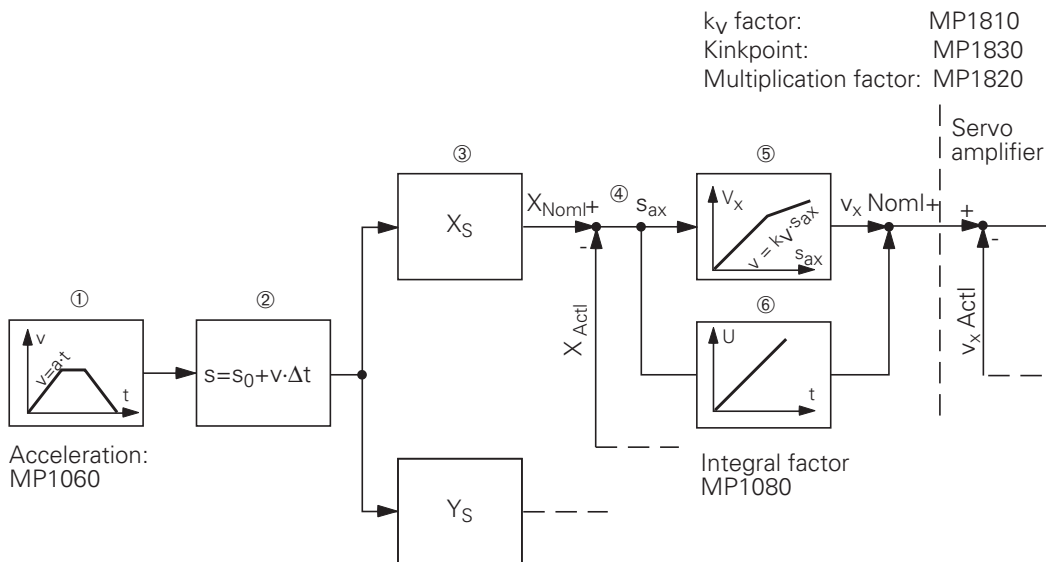 kV factor: MP1810
Kinkpoint: MP1830
Multiplication factor: MP1820
Servo
amplifier
③
④
⑤
XS
XNoml+
-
sax
Vx
v = kV·sax
sax
vx Noml+
+
-
①
②
⑥
v
v=a·t
t
s=s0+v·Δt
XActl
U
t
vx Actl
Acceleration:
MP1060
YS
Integral factor
MP1080